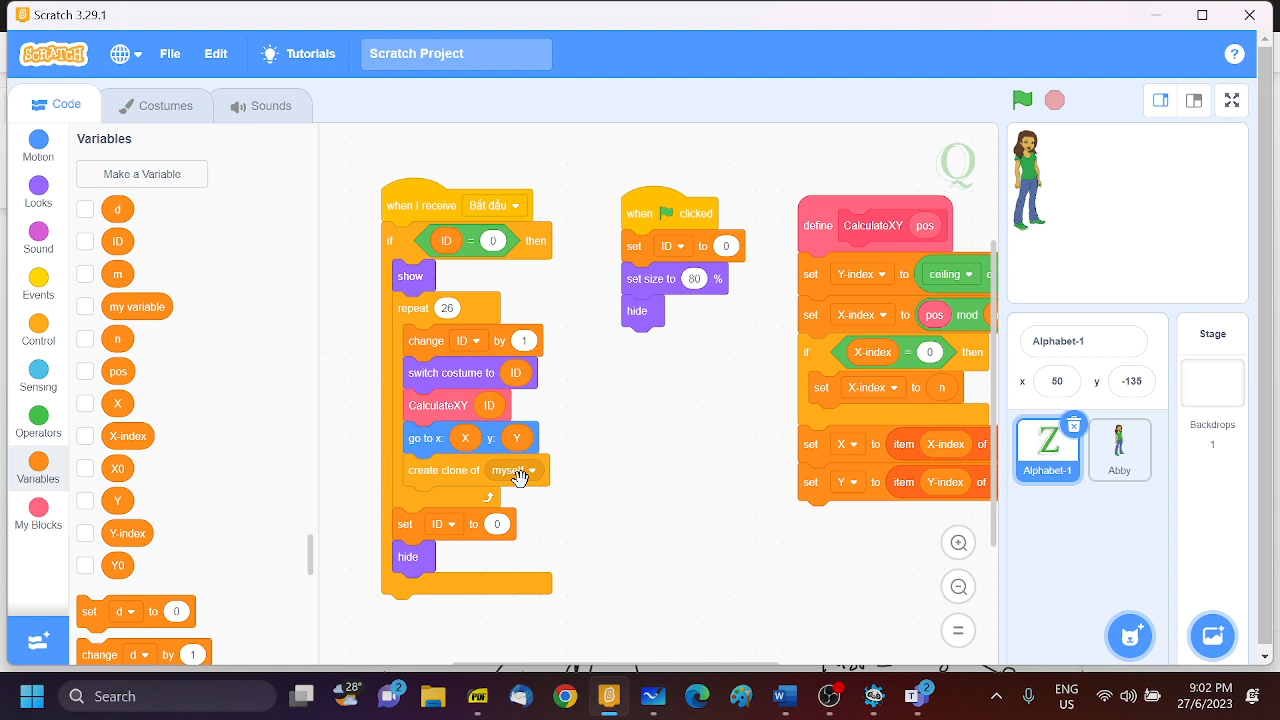 Scratch 3.29.1
SCRATCH File Edit Tutorials Scratch Project ?
Code Costumes Sounds
Motion
Looks
Sound
Events
Control
Sensing
Operators
Variables
My Blocks
Variables
Make a Variable
d
ID
m
my variable
n
pos
X
X-index
X0
Y
Y-index
Y0
set d to 0
change d by 1
when I receive Bắt đầu
if ID = 0 then
show
repeat 26
change ID by 1
switch costume to ID
CalculateXY ID
go to x: X y: Y
create clone of myself
set ID to 0
hide
when clicked
set ID to 0
set size to 80 %
hide
Q
define CalculateXY pos
set Y-index to ceiling
set X-index to pos mod
if X-index = 0 then
set X-index to n
set X to item X-index of
set Y to item Y-index of
Alphabet-1
x 50 y -135
Z
Alphabet-1
Abby
Stage
Backdrops
1
Search
28°
2
PDF
W
2
ENG
US
9:02 PM
27/6/2023